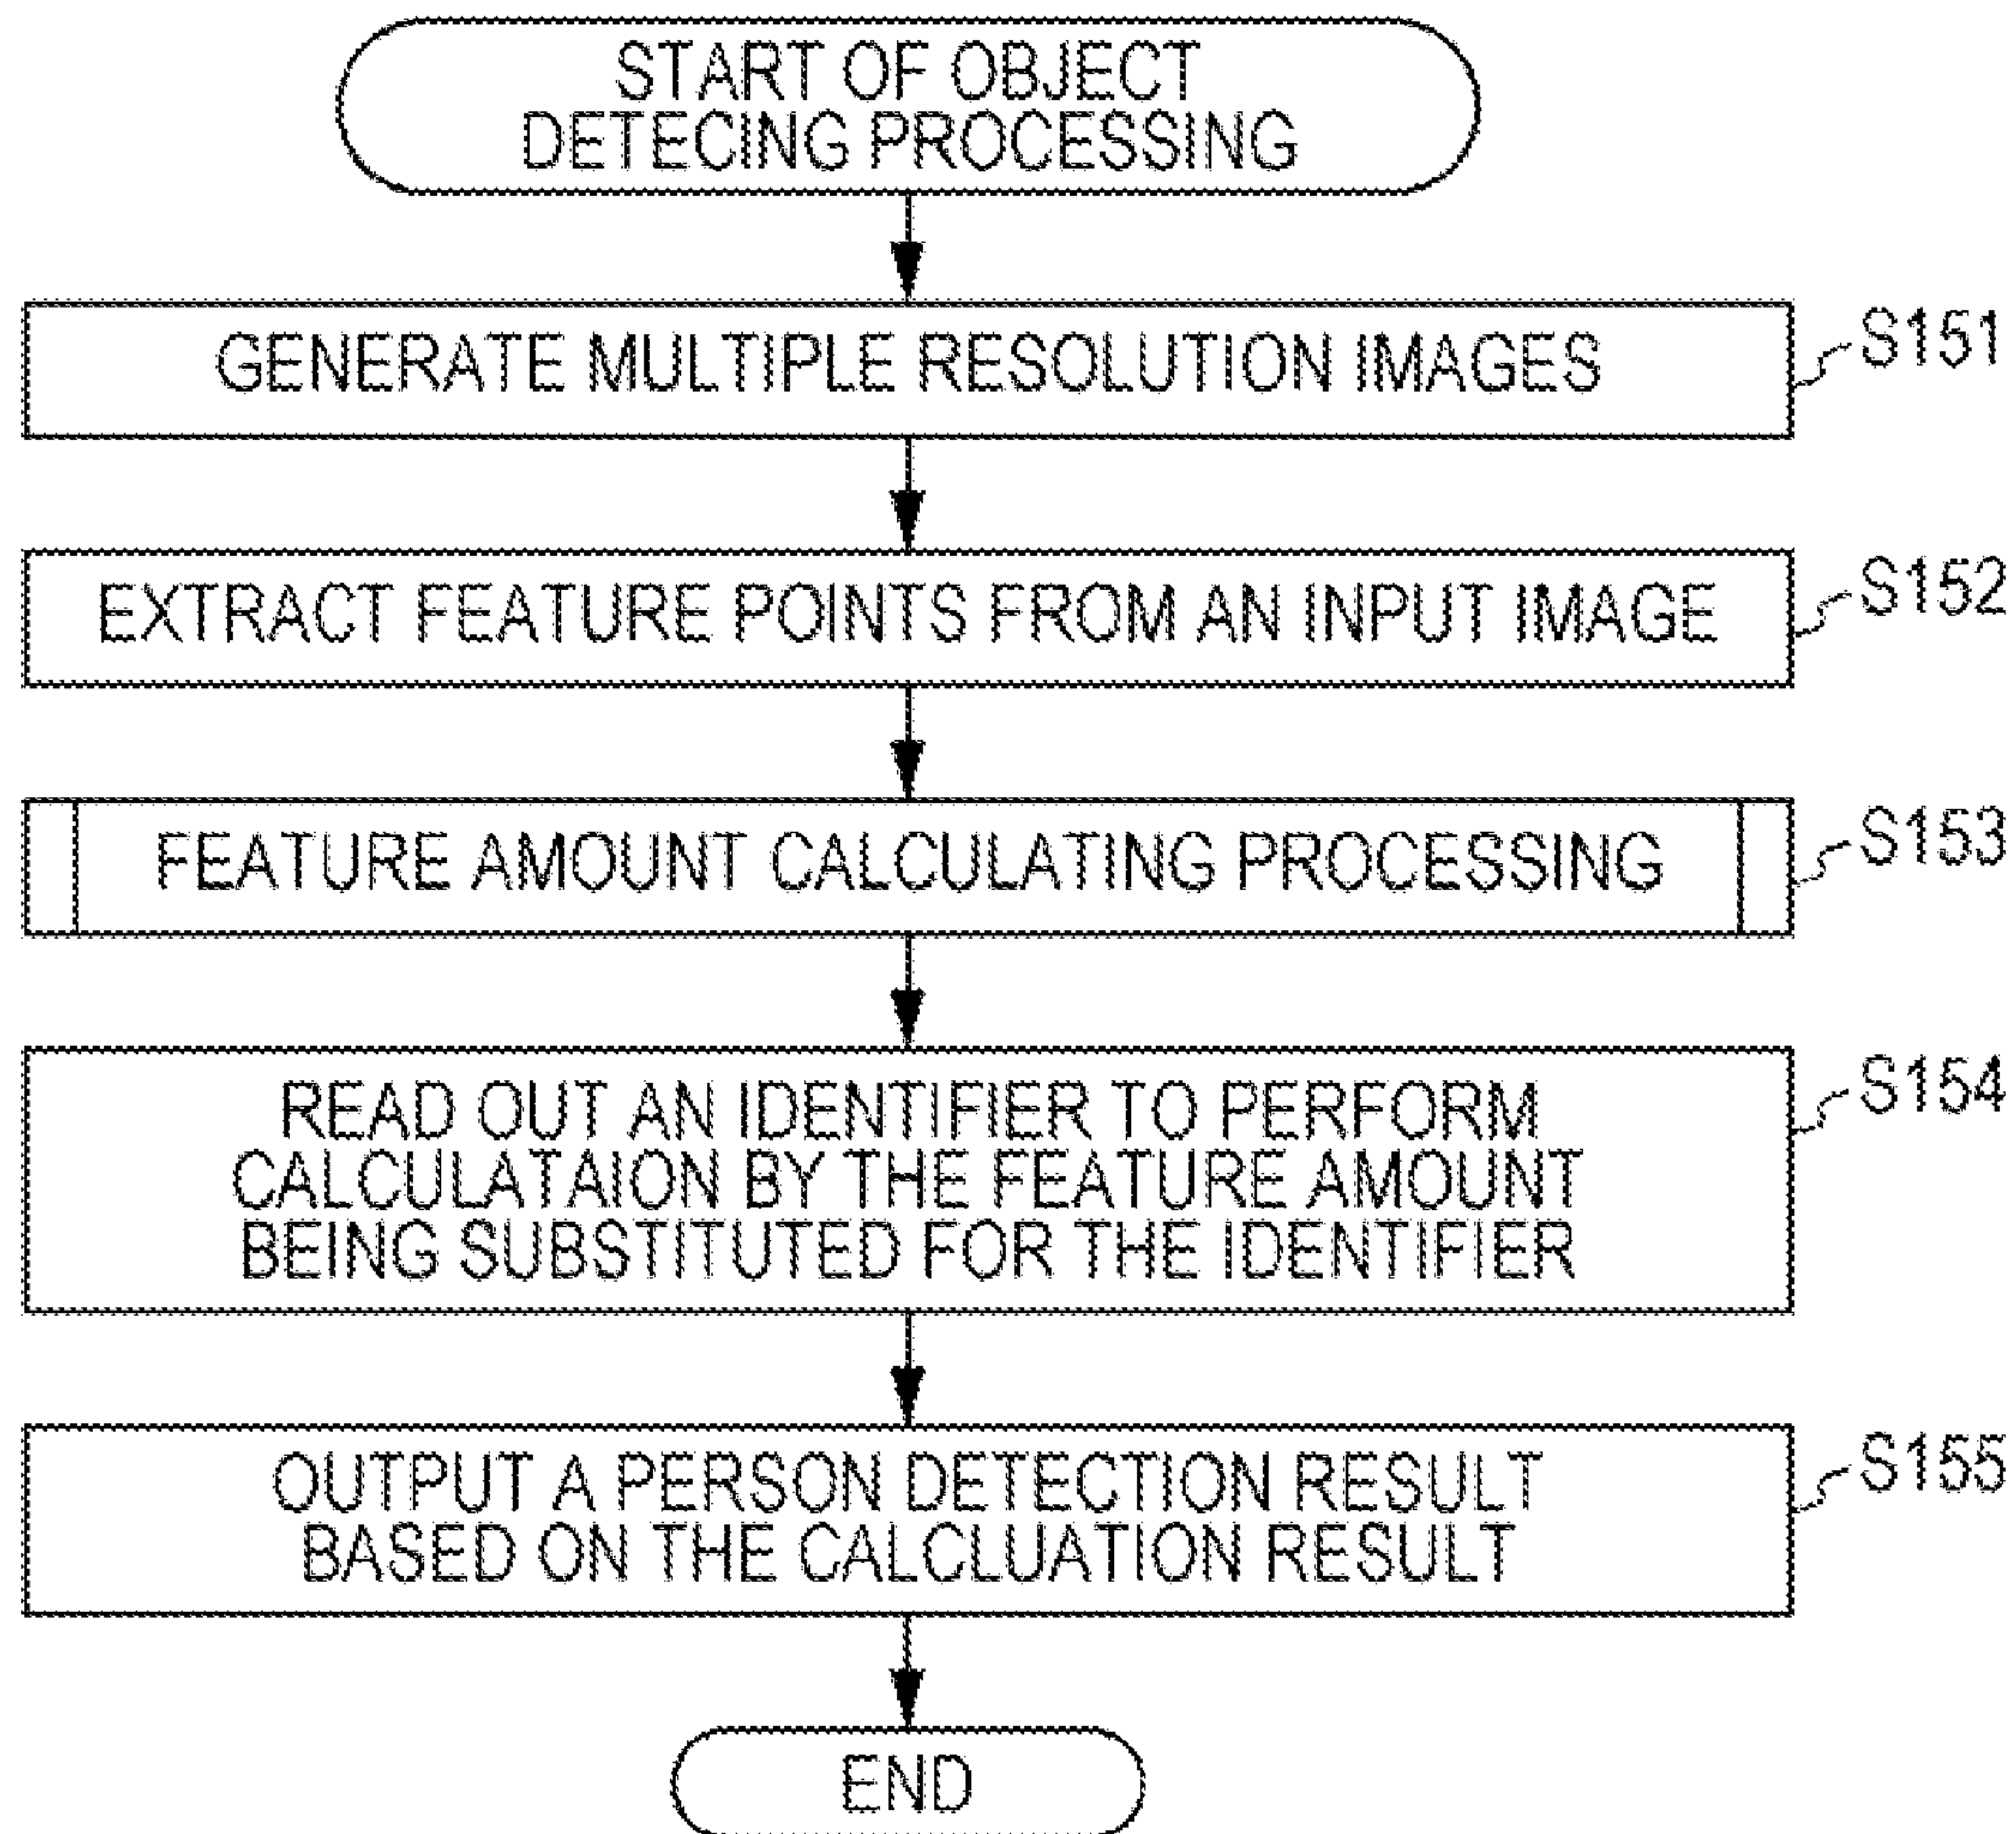 START OF OBJECT
DETECING PROCESSING
GENERATE MULTIPLE RESOLUTION IMAGES
S151
EXTRACT FEATURE POINTS FROM AN INPUT IMAGE
S152
FEATURE AMOUNT CALCULATING PROCESSING
S153
READ OUT AN IDENTIFIER TO PERFORM
CALCULATAION BY THE FEATURE AMOUNT
BEING SUBSTITUTED FOR THE IDENTIFIER
S154
OUTPUT A PERSON DETECTION RESULT
BASED ON THE CALCLUATION RESULT
S155
END